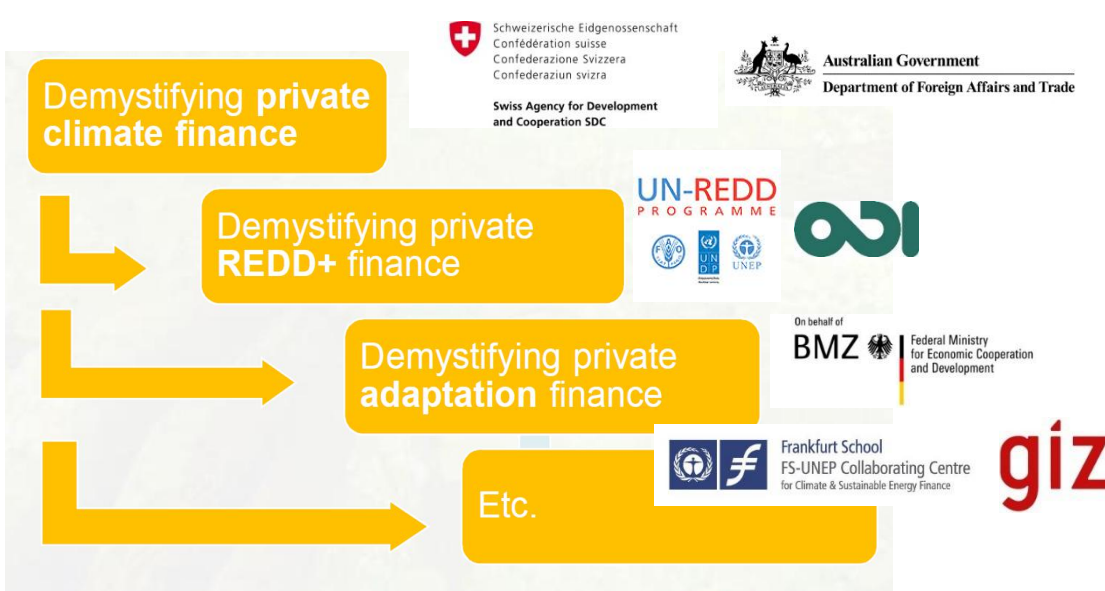 Schweizerische Eidgenossenschaft
Confédération suisse
Confederazione Svizzera
Confederaziun svizra
Swiss Agency for Development
and Cooperation SDC
Australian Government
Department of Foreign Affairs and Trade
Demystifying private
climate finance
UN-REDD
PROGRAMME
FAO
UN
DP
UNEP
ODI
Demystifying private
REDD+ finance
On behalf of
BMZ
Federal Ministry
for Economic Cooperation
and Development
Demystifying private
adaptation finance
Frankfurt School
FS-UNEP Collaborating Centre
for Climate & Sustainable Energy Finance
giz
Etc.